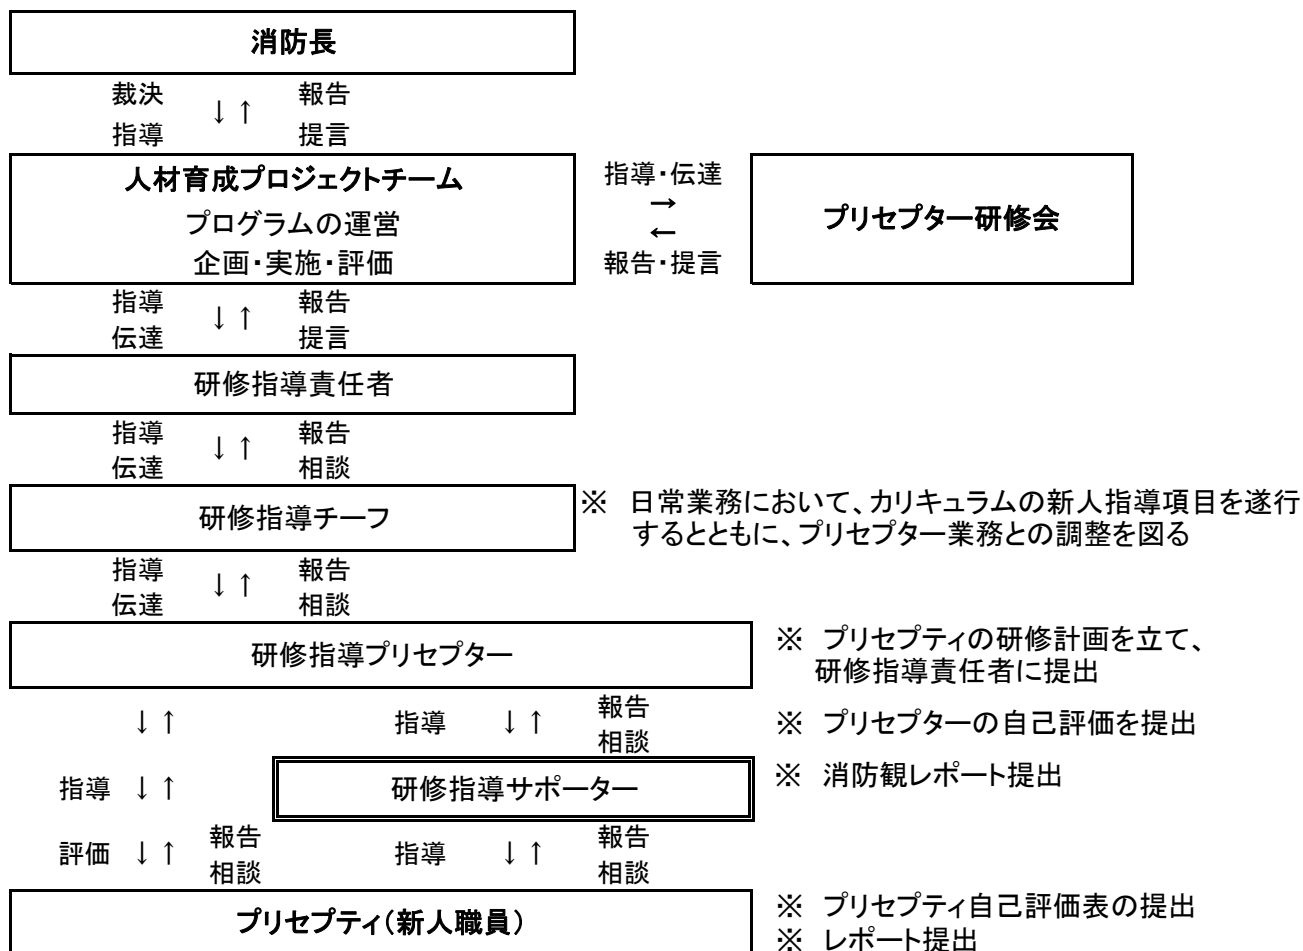 消防長
裁決 ↓↑ 報告
指導 提言
人材育成プロジェクトチーム
プログラムの運営
企画・実施・評価
指導・伝達
→
←
報告・提言
プリセプター研修会
指導 ↓↑ 報告
伝達 提言
研修指導責任者
指導 ↓↑ 報告
伝達 相談
研修指導チーフ
※ 日常業務において、カリキュラムの新人指導項目を遂行
するとともに、プリセプター業務との調整を図る
指導 ↓↑ 報告
伝達 相談
研修指導プリセプター
※ プリセプティの研修計画を立て、
研修指導責任者に提出
↓↑ 指導 ↓↑ 報告
相談
※ プリセプターの自己評価を提出
指導 ↓↑
研修指導サポーター
※ 消防観レポート提出
評価 ↓↑ 報告
相談
指導 ↓↑ 報告
相談
プリセプティ(新人職員)
※ プリセプティ自己評価表の提出
※ レポート提出